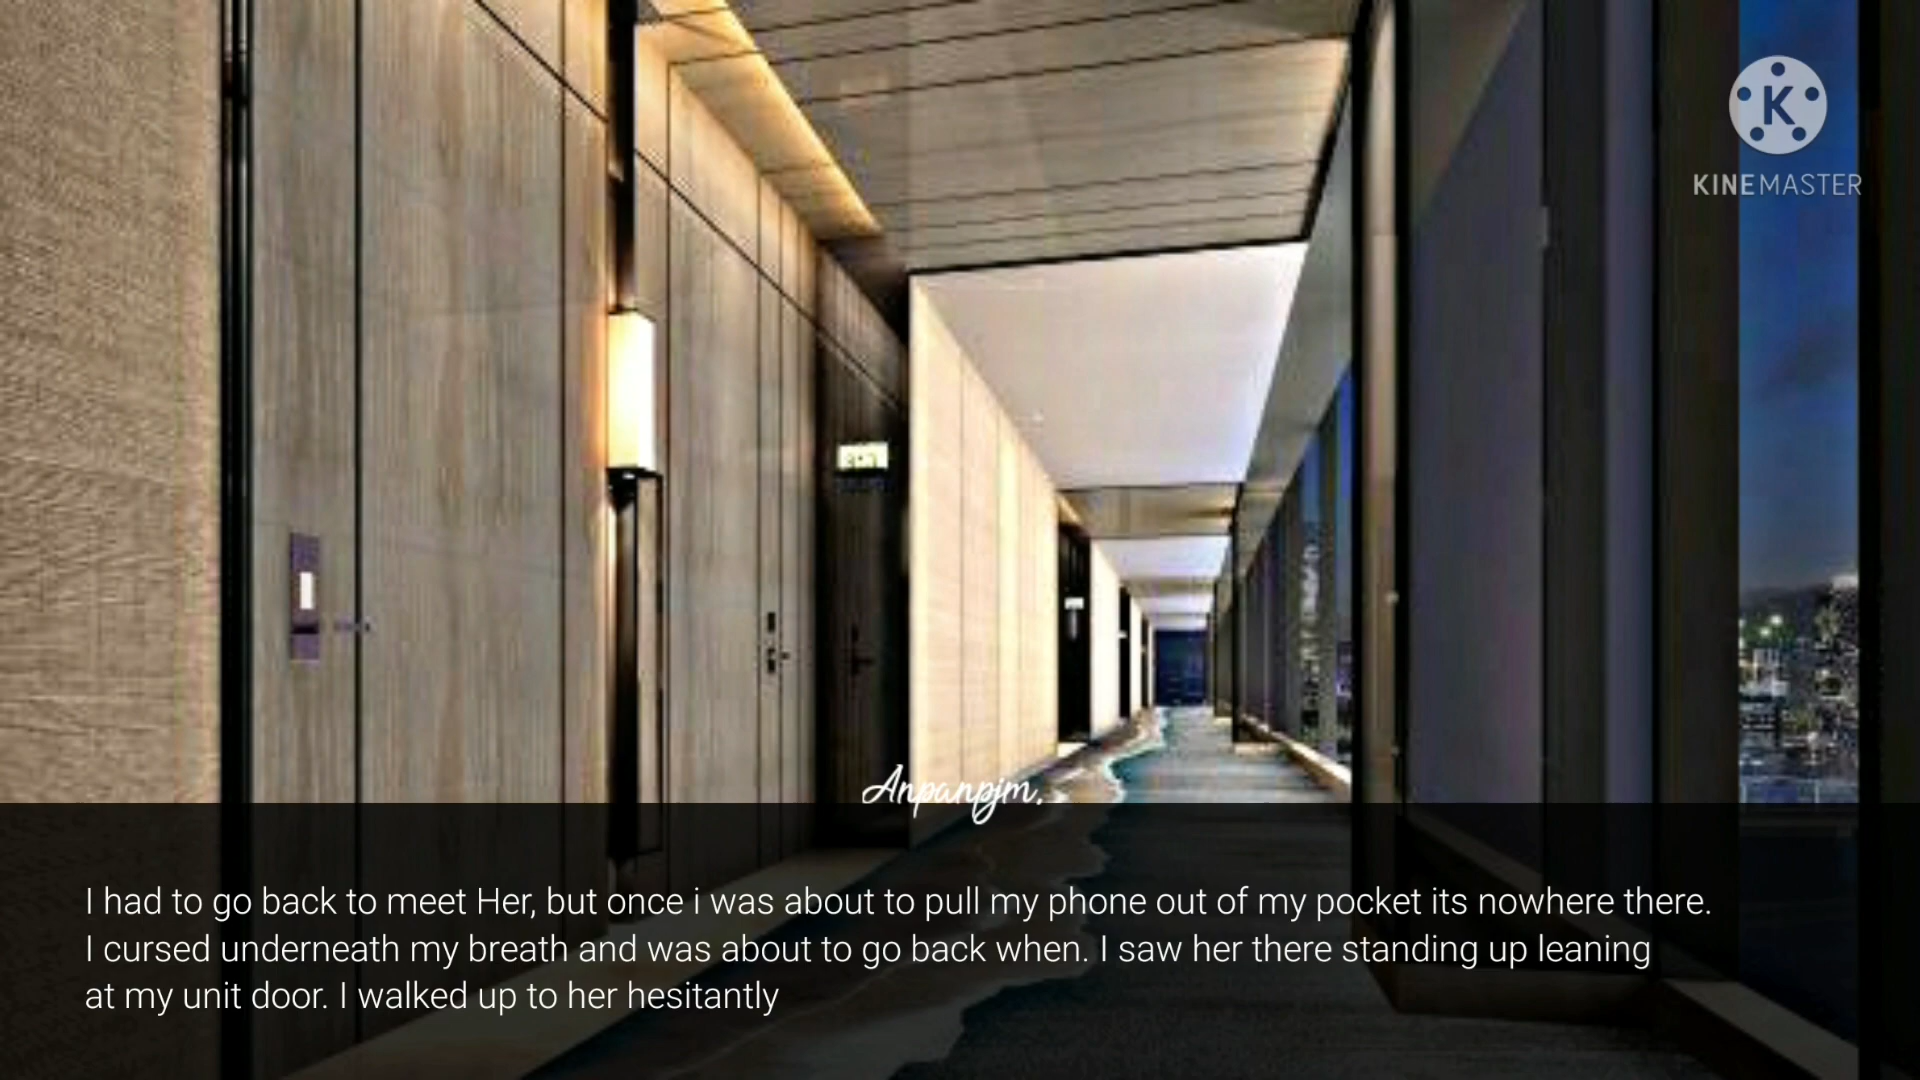 KINEMASTER
Anpanpjm.
I had to go back to meet Her, but once i was about to pull my phone out of my pocket its nowhere there.
I cursed underneath my breath and was about to go back when. I saw her there standing up leaning
at my unit door. I walked up to her hesitantly